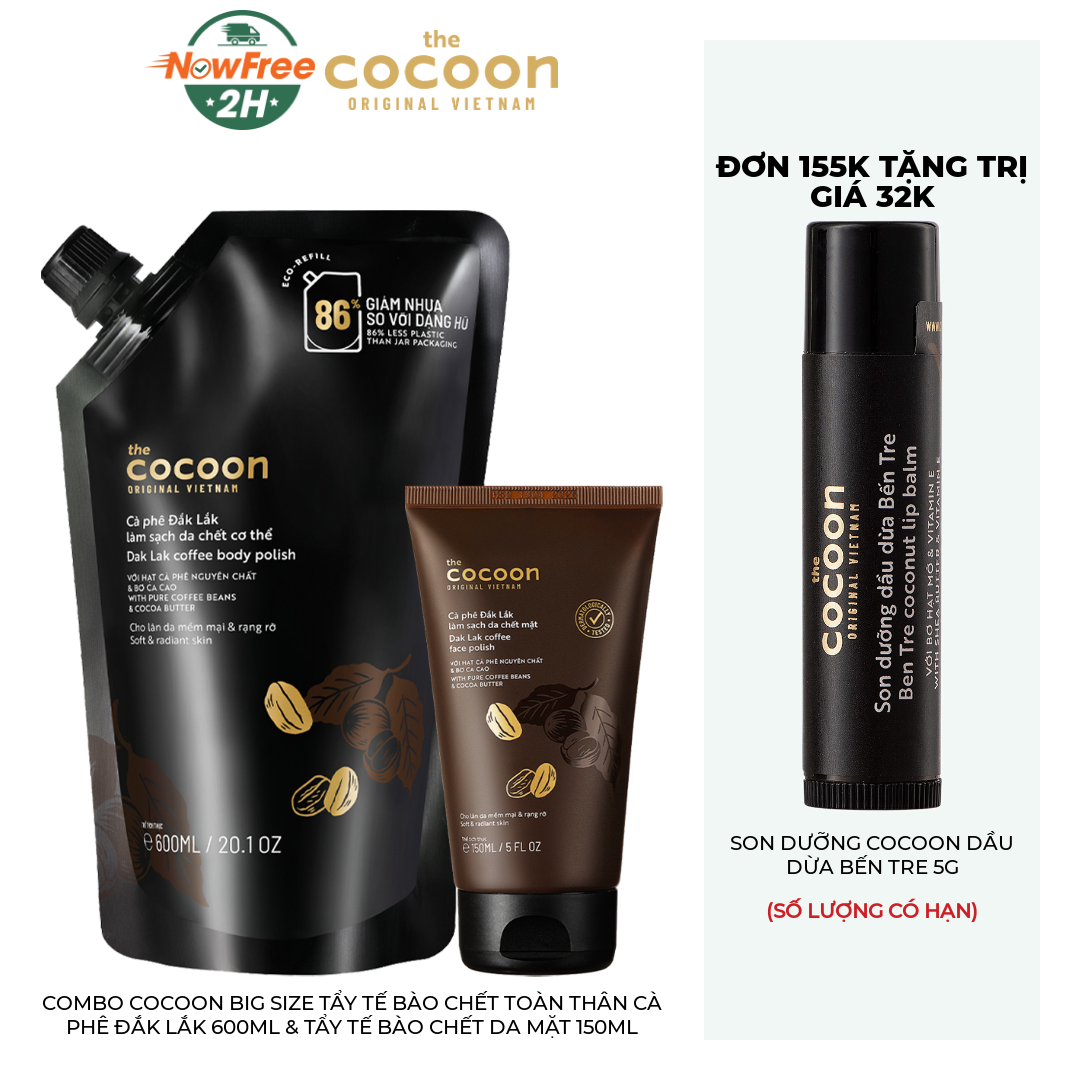 NowFree
2H
the
cocoon
ORIGINAL VIETNAM
ĐƠN 155K TẶNG TRỊ
GIÁ 32K
ECO-REFILL
86%
GIẢM NHỰA
SO VỚI DẠNG HŨ
86% LESS PLASTIC
THAN JAR PACKAGING
the
cocoon
ORIGINAL VIETNAM
Cà phê Đắk Lắk
làm sạch da chết cơ thể
Dak Lak coffee body polish
VỚI HẠT CÀ PHÊ NGUYÊN CHẤT
& BƠ CA CAO
WITH PURE COFFEE BEANS
& COCOA BUTTER
Cho làn da mềm mại & rạng rỡ
Soft & radiant skin
Thể tích thực
e 600ML / 20.1 OZ
the
cocoon
ORIGINAL VIETNAM
Cà phê Đắk Lắk
làm sạch da chết mặt
Dak Lak coffee
face polish
VỚI HẠT CÀ PHÊ NGUYÊN CHẤT
& BƠ CA CAO
WITH PURE COFFEE BEANS
& COCOA BUTTER
DERMATOLOGICALLY
TESTED
Cho làn da mềm mại & rạng rỡ
Soft & radiant skin
Thể tích thực
e 150ML / 5 FL OZ
the
cocoon
ORIGINAL VIETNAM
Son dưỡng dầu dừa Bến Tre
Ben Tre coconut lip balm
VỚI BƠ HẠT MỠ & VITAMIN E
WITH SHEA BUTTER & VITAMIN E
WWW.
SON DƯỠNG COCOON DẦU
DỪA BẾN TRE 5G
(SỐ LƯỢNG CÓ HẠN)
COMBO COCOON BIG SIZE TẨY TẾ BÀO CHẾT TOÀN THÂN CÀ
PHÊ ĐẮK LẮK 600ML & TẨY TẾ BÀO CHẾT DA MẶT 150ML